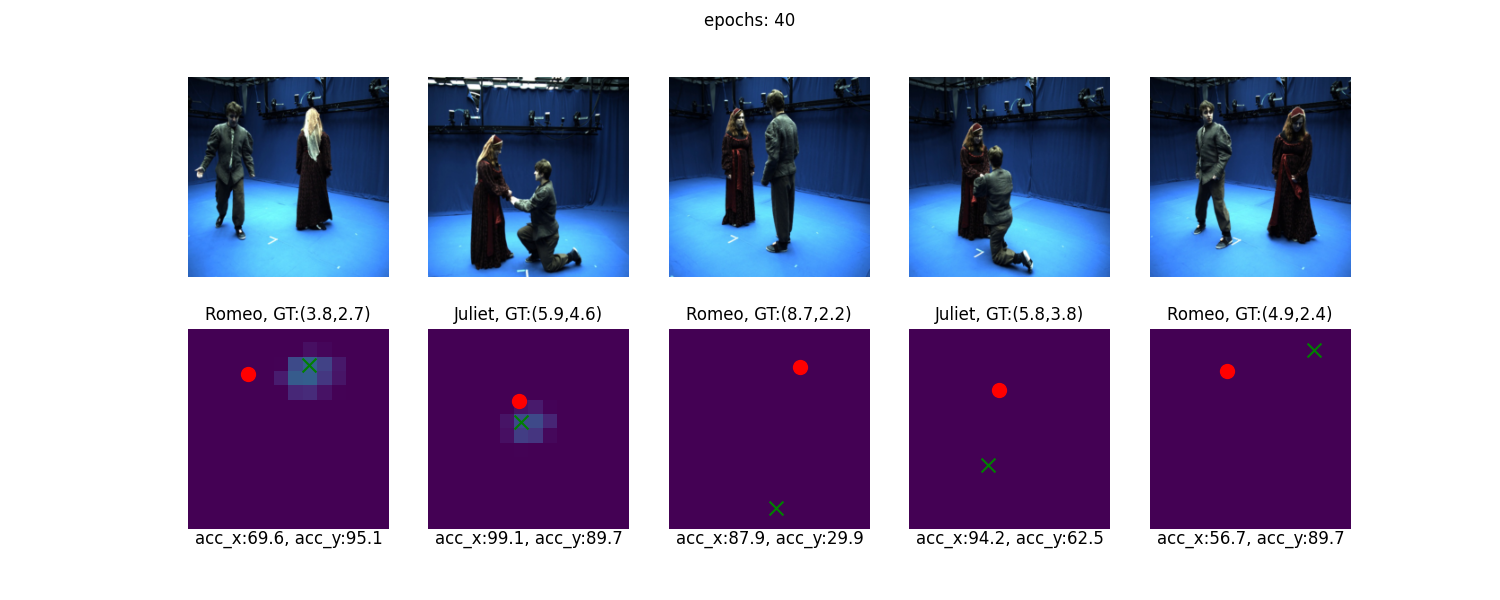 epochs: 40
Romeo, GT:(3.8,2.7)
Juliet, GT:(5.9,4.6)
Romeo, GT:(8.7,2.2)
Juliet, GT:(5.8,3.8)
Romeo, GT:(4.9,2.4)
acc_x:69.6, acc_y:95.1
acc_x:99.1, acc_y:89.7
acc_x:87.9, acc_y:29.9
acc_x:94.2, acc_y:62.5
acc_x:56.7, acc_y:89.7